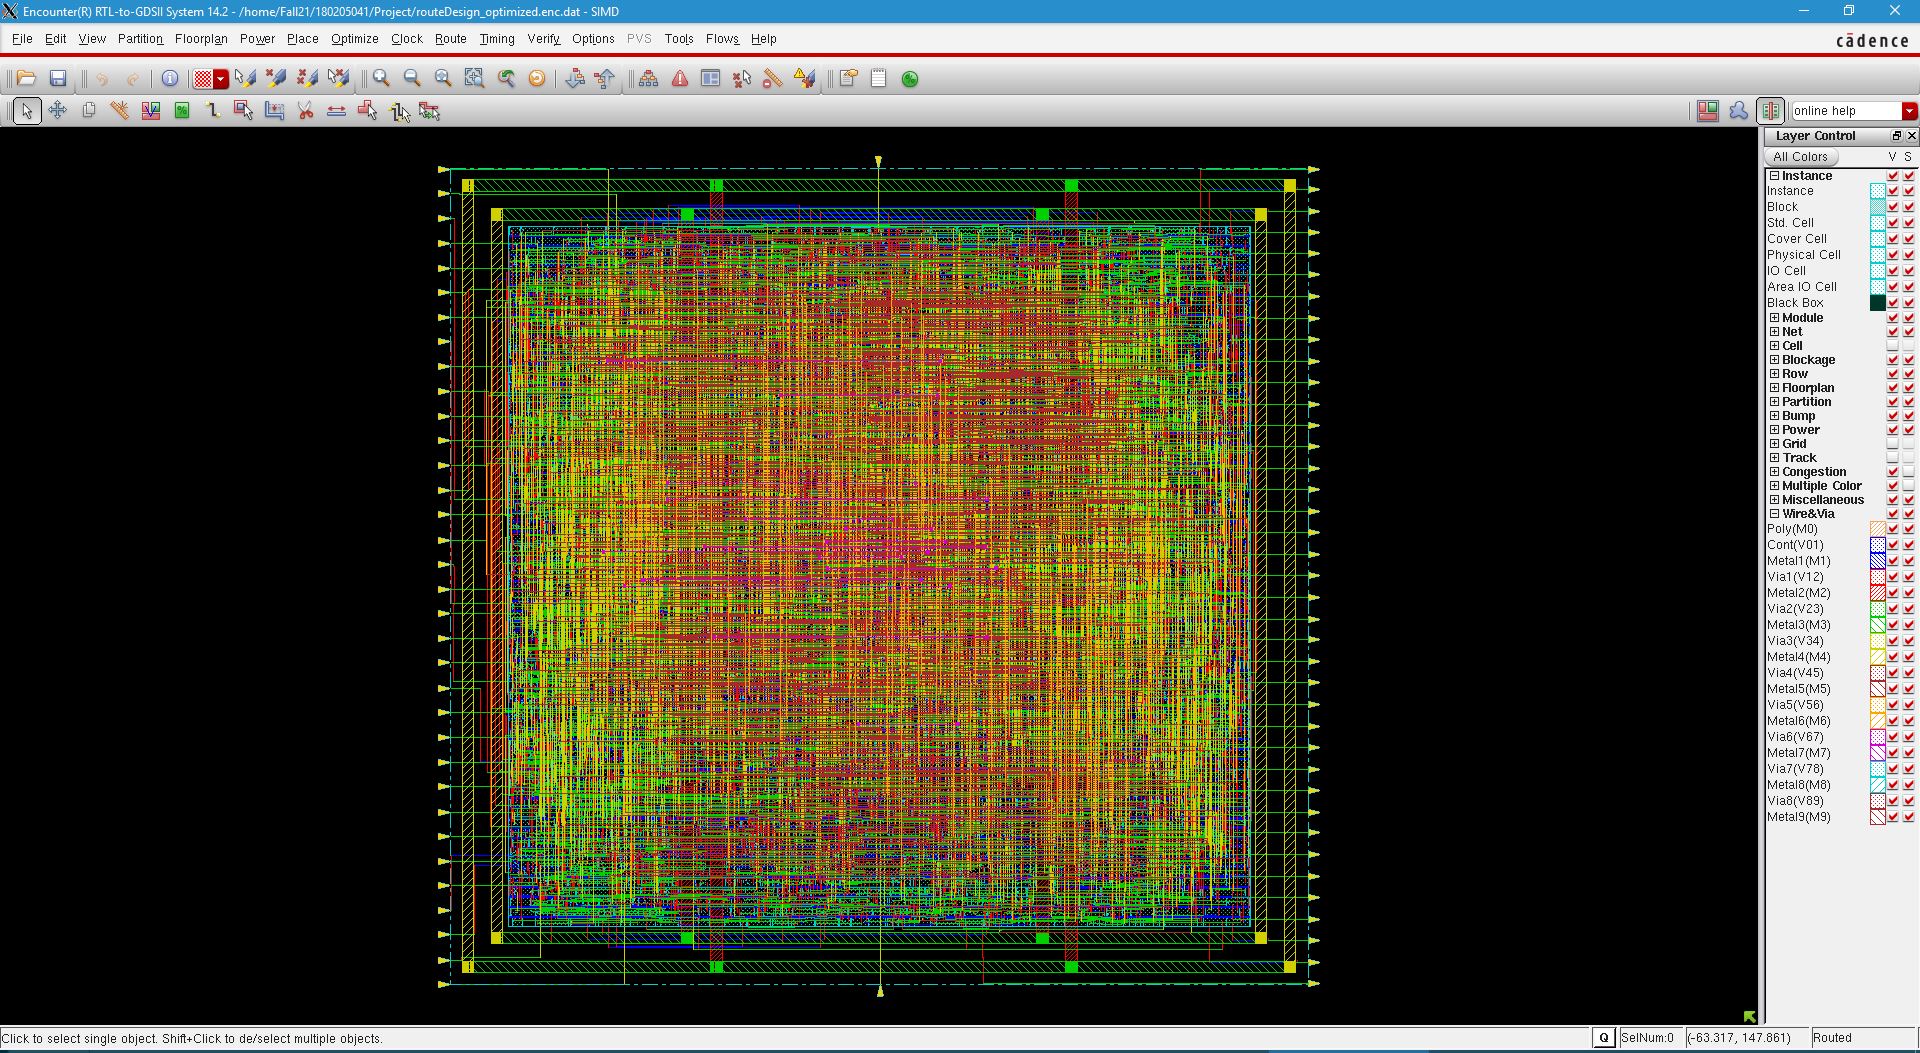 Encounter(R) RTL-to-GDSII System 14.2 - /home/Fall21/180205041/Project/routeDesign_optimized.enc.dat - SIMD
File Edit View Partition Floorplan Power Place Optimize Clock Route Timing Verify Options PVS Tools Flows Help
cādence
online help
Layer Control
All Colors V S
Instance
Instance
Block
Std. Cell
Cover Cell
Physical Cell
IO Cell
Area IO Cell
Black Box
Module
Net
Cell
Blockage
Row
Floorplan
Partition
Bump
Power
Grid
Track
Congestion
Multiple Color
Miscellaneous
Wire&Via
Poly(M0)
Cont(V01)
Metal1(M1)
Via1(V12)
Metal2(M2)
Via2(V23)
Metal3(M3)
Via3(V34)
Metal4(M4)
Via4(V45)
Metal5(M5)
Via5(V56)
Metal6(M6)
Via6(V67)
Metal7(M7)
Via7(V78)
Metal8(M8)
Via8(V89)
Metal9(M9)
Click to select single object. Shift+Click to de/select multiple objects. Q SelNum:0 (-63.317, 147.861) Routed